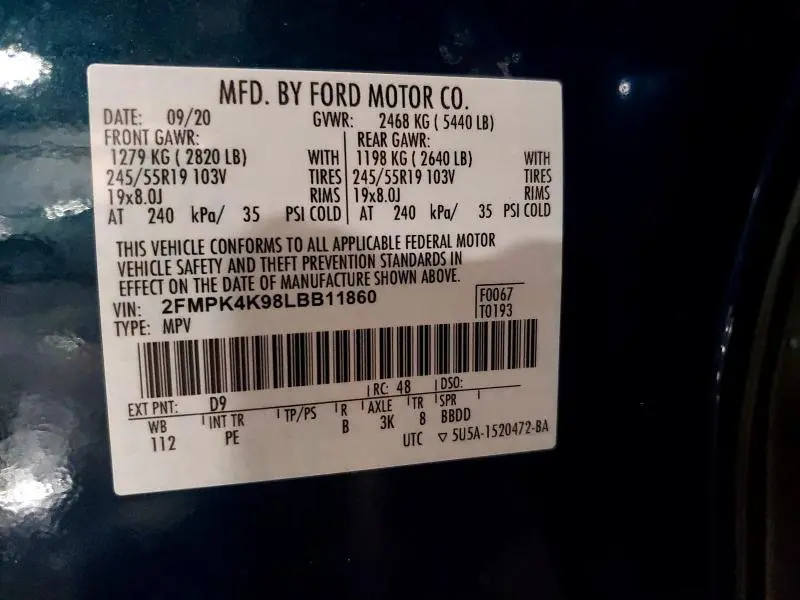 MFD. BY FORD MOTOR CO.
DATE: 09/20 GVWR: 2468 KG ( 5440 LB)
FRONT GAWR: REAR GAWR:
1279 KG ( 2820 LB) WITH 1198 KG ( 2640 LB) WITH
245/55R19 103V TIRES 245/55R19 103V TIRES
19x8.0J RIMS 19x8.0J RIMS
AT 240 kPa/ 35 PSI COLD AT 240 kPa/ 35 PSI COLD
THIS VEHICLE CONFORMS TO ALL APPLICABLE FEDERAL MOTOR
VEHICLE SAFETY AND THEFT PREVENTION STANDARDS IN
EFFECT ON THE DATE OF MANUFACTURE SHOWN ABOVE.
VIN: 2FMPK4K98LBB11860 F0067
TYPE: MPV T0193
EXT PNT: D9 RC: 48 DSO:
WB INT TR TP/PS R AXLE TR SPR
112 PE B 3K 8 BBDD
UTC ▽ 5U5A-1520472-BA